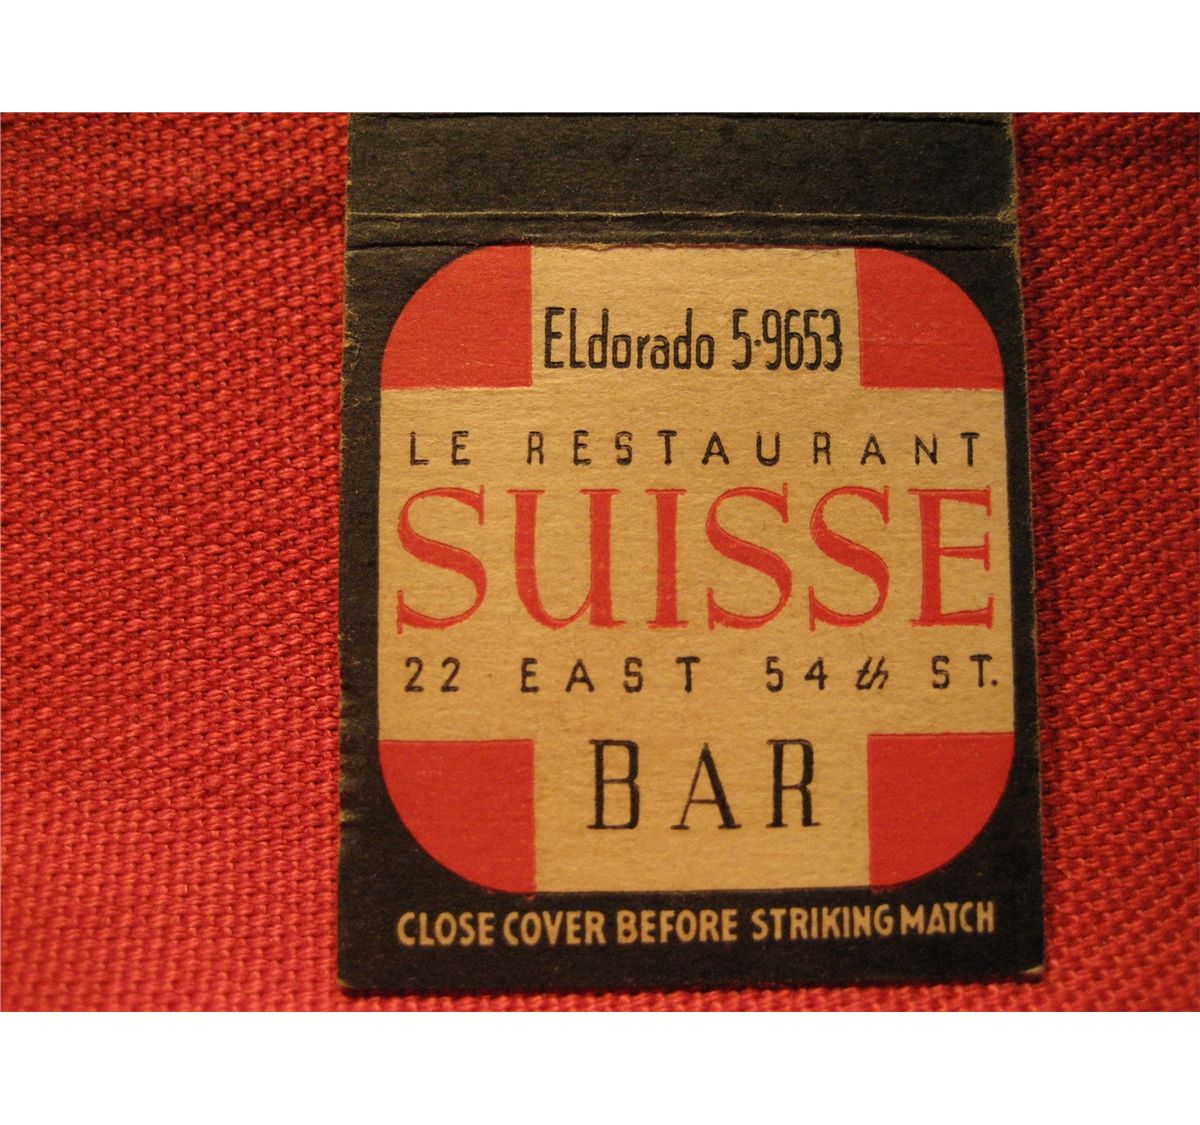 ELdorado 5-9653
LE RESTAURANT
SUISSE
22 EAST 54th ST.
BAR
CLOSE COVER BEFORE STRIKING MATCH